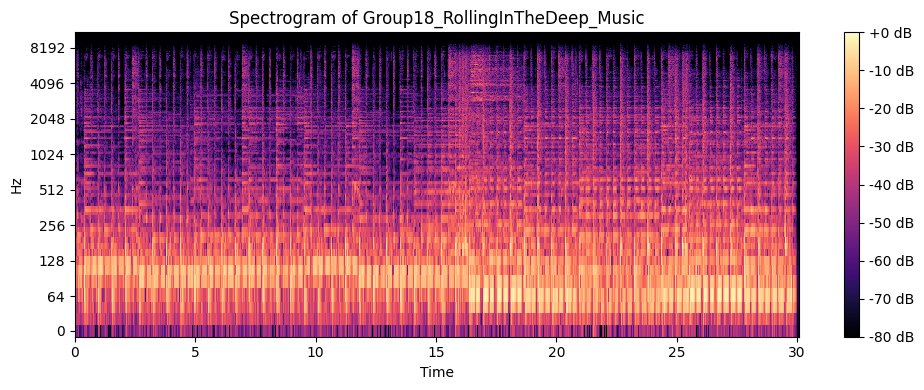 Spectrogram of Group18_RollingInTheDeep_Music
8192
4096
2048
1024
512
256
128
64
0
Hz
0 5 10 15 20 25 30
Time
+0 dB
-10 dB
-20 dB
-30 dB
-40 dB
-50 dB
-60 dB
-70 dB
-80 dB